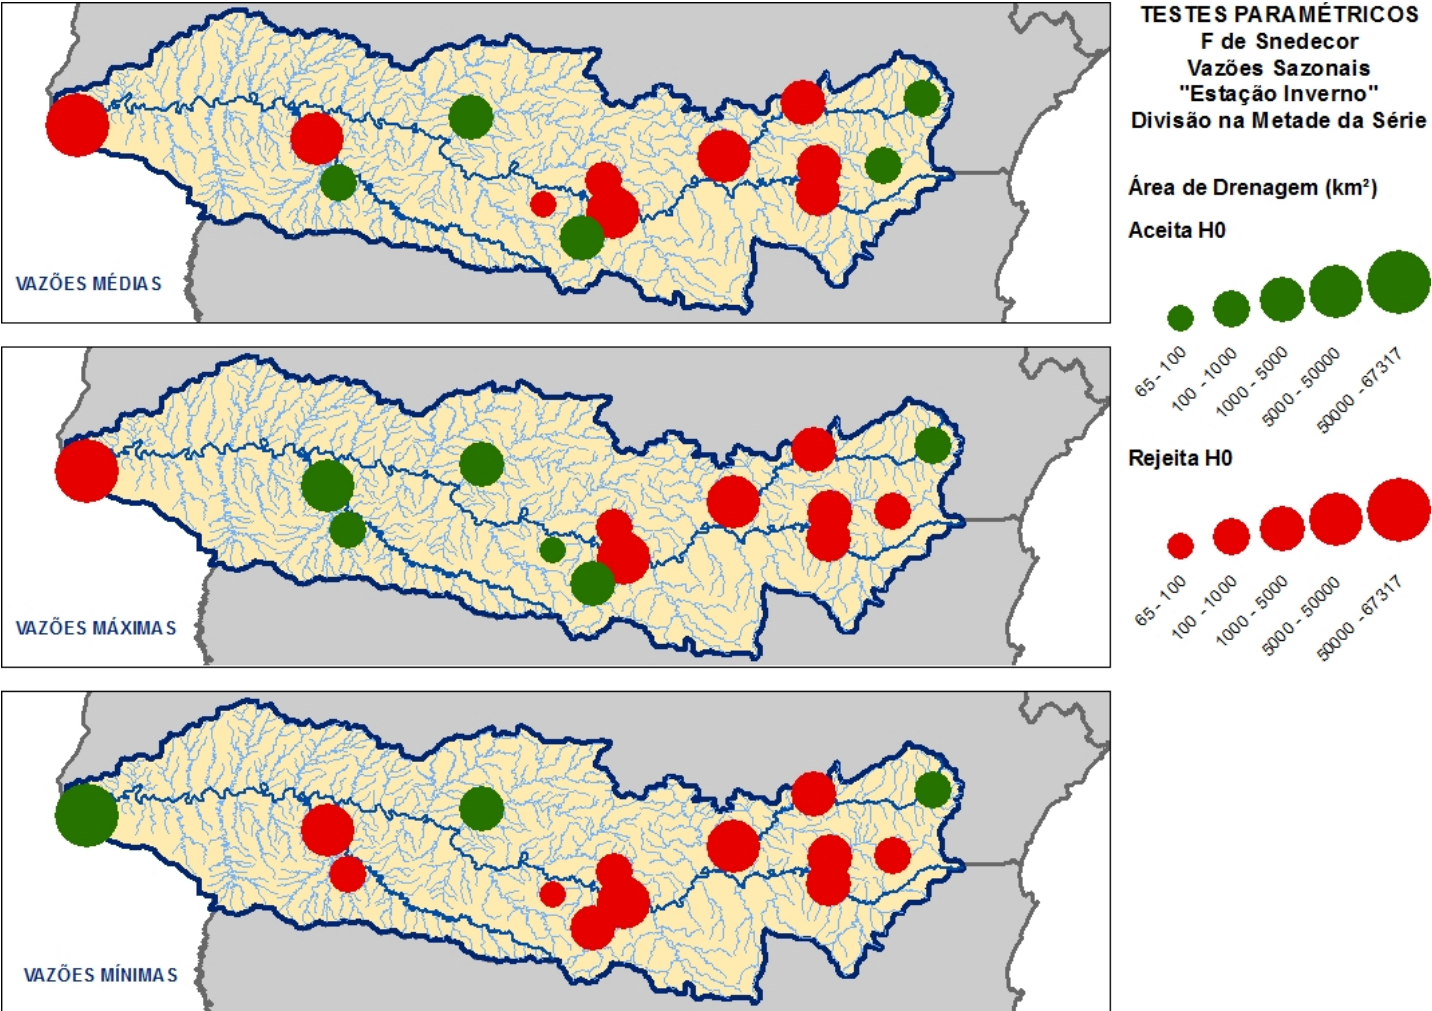 TESTES PARAMÉTRICOS
F de Snedecor
Vazões Sazonais
"Estação Inverno"
Divisão na Metade da Série
Área de Drenagem (km²)
Aceita H0
65 - 100
100 - 1000
1000 - 5000
5000 - 50000
50000 - 67317
Rejeita H0
65 - 100
100 - 1000
1000 - 5000
5000 - 50000
50000 - 67317
VAZÕES MÉDIAS
VAZÕES MÁXIMAS
VAZÕES MÍNIMAS